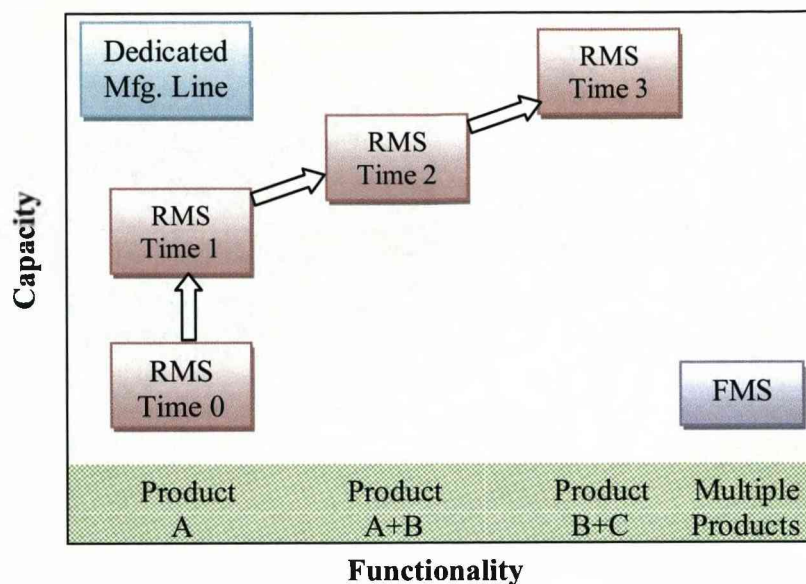 Dedicated
Mfg. Line
RMS
Time 3
RMS
Time 2
RMS
Time 1
RMS
Time 0
FMS
Capacity
Product
A
Product
A+B
Product
B+C
Multiple
Products
Functionality